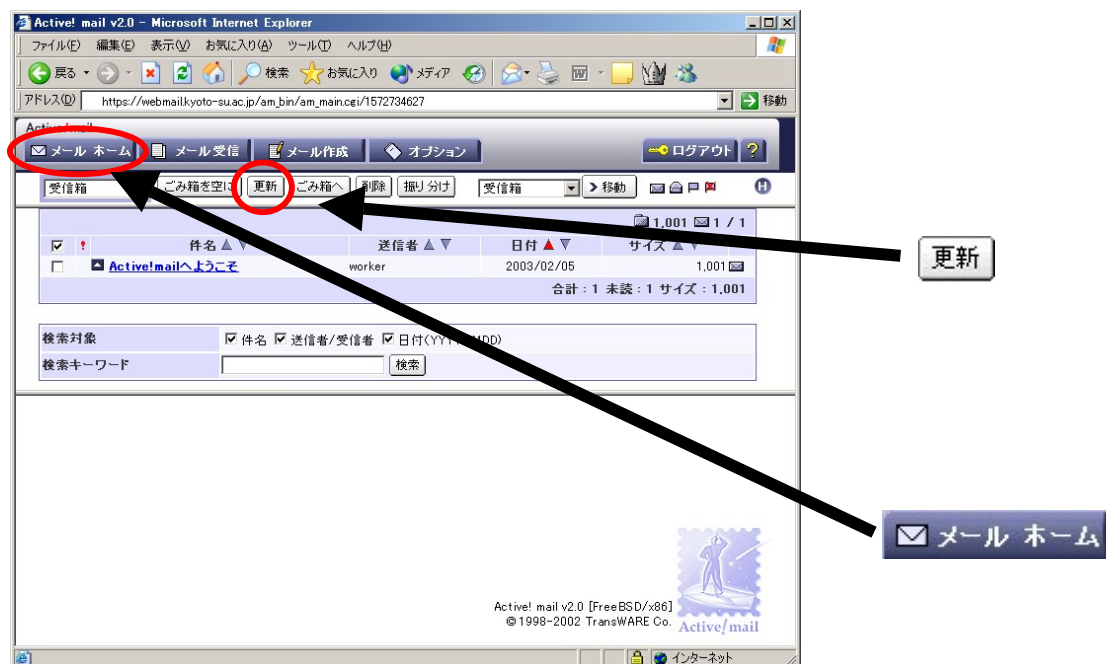 Active! mail v2.0 - Microsoft Internet Explorer
ファイル(F) 編集(E) 表示(V) お気に入り(A) ツール(T) ヘルプ(H)
戻る 検索 お気に入り メディア
アドレス(D) https://webmail.kyoto-su.ac.jp/am_bin/am_main.cgi/1572734627 移動
Active! mail
メール ホーム メール受信 メール作成 オプション ログアウト ?
受信箱 ごみ箱を空に 更新 ごみ箱へ 削除 振り分け 受信箱 移動 H
1,001 1 / 1
! 件名 ▲ ▼ 送信者 ▲ ▼ 日付 ▲ ▼ サイズ ▲ ▼
Active!mailへようこそ worker 2003/02/05 1,001
合計 : 1 未読 : 1 サイズ : 1,001
更新
検索対象 件名 送信者/受信者 日付(YYYYMMDD)
検索キーワード 検索
メール ホーム
Active! mail v2.0 [FreeBSD/x86]
©1998-2002 TransWARE Co.
Active! mail
インターネット